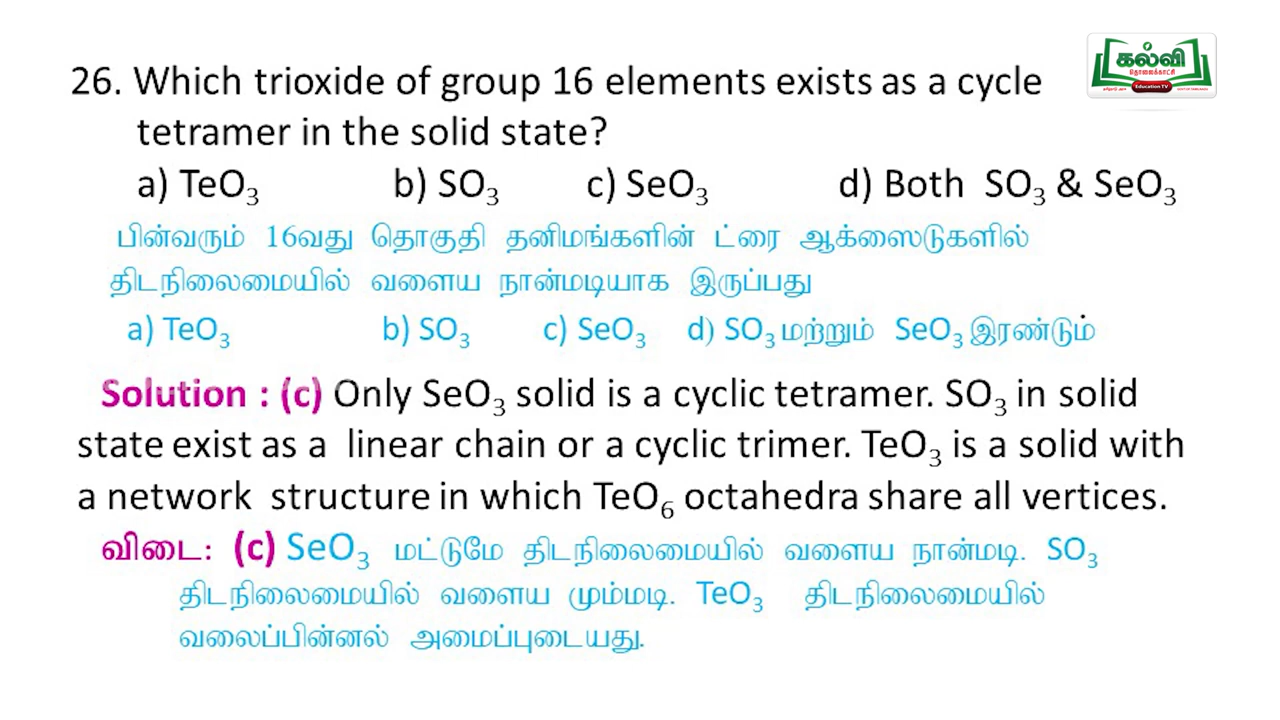 கல்வி
தொலைக்காட்சி
Education TV
26. Which trioxide of group 16 elements exists as a cycle
tetramer in the solid state?
a) TeO₃ b) SO₃ c) SeO₃ d) Both SO₃ & SeO₃
பின்வரும் 16வது தொகுதி தனிமங்களின் ட்ரை ஆக்ஸைடுகளில்
திடநிலைமையில் வளைய நான்மடியாக இருப்பது
a) TeO₃ b) SO₃ c) SeO₃ d) SO₃ மற்றும் SeO₃ இரண்டும்
Solution : (c) Only SeO₃ solid is a cyclic tetramer. SO₃ in solid
state exist as a linear chain or a cyclic trimer. TeO₃ is a solid with
a network structure in which TeO₆ octahedra share all vertices.
விடை: (c) SeO₃ மட்டுமே திடநிலைமையில் வளைய நான்மடி. SO₃
திடநிலைமையில் வளைய மும்மடி. TeO₃ திடநிலைமையில்
வலைப்பின்னல் அமைப்புடையது.